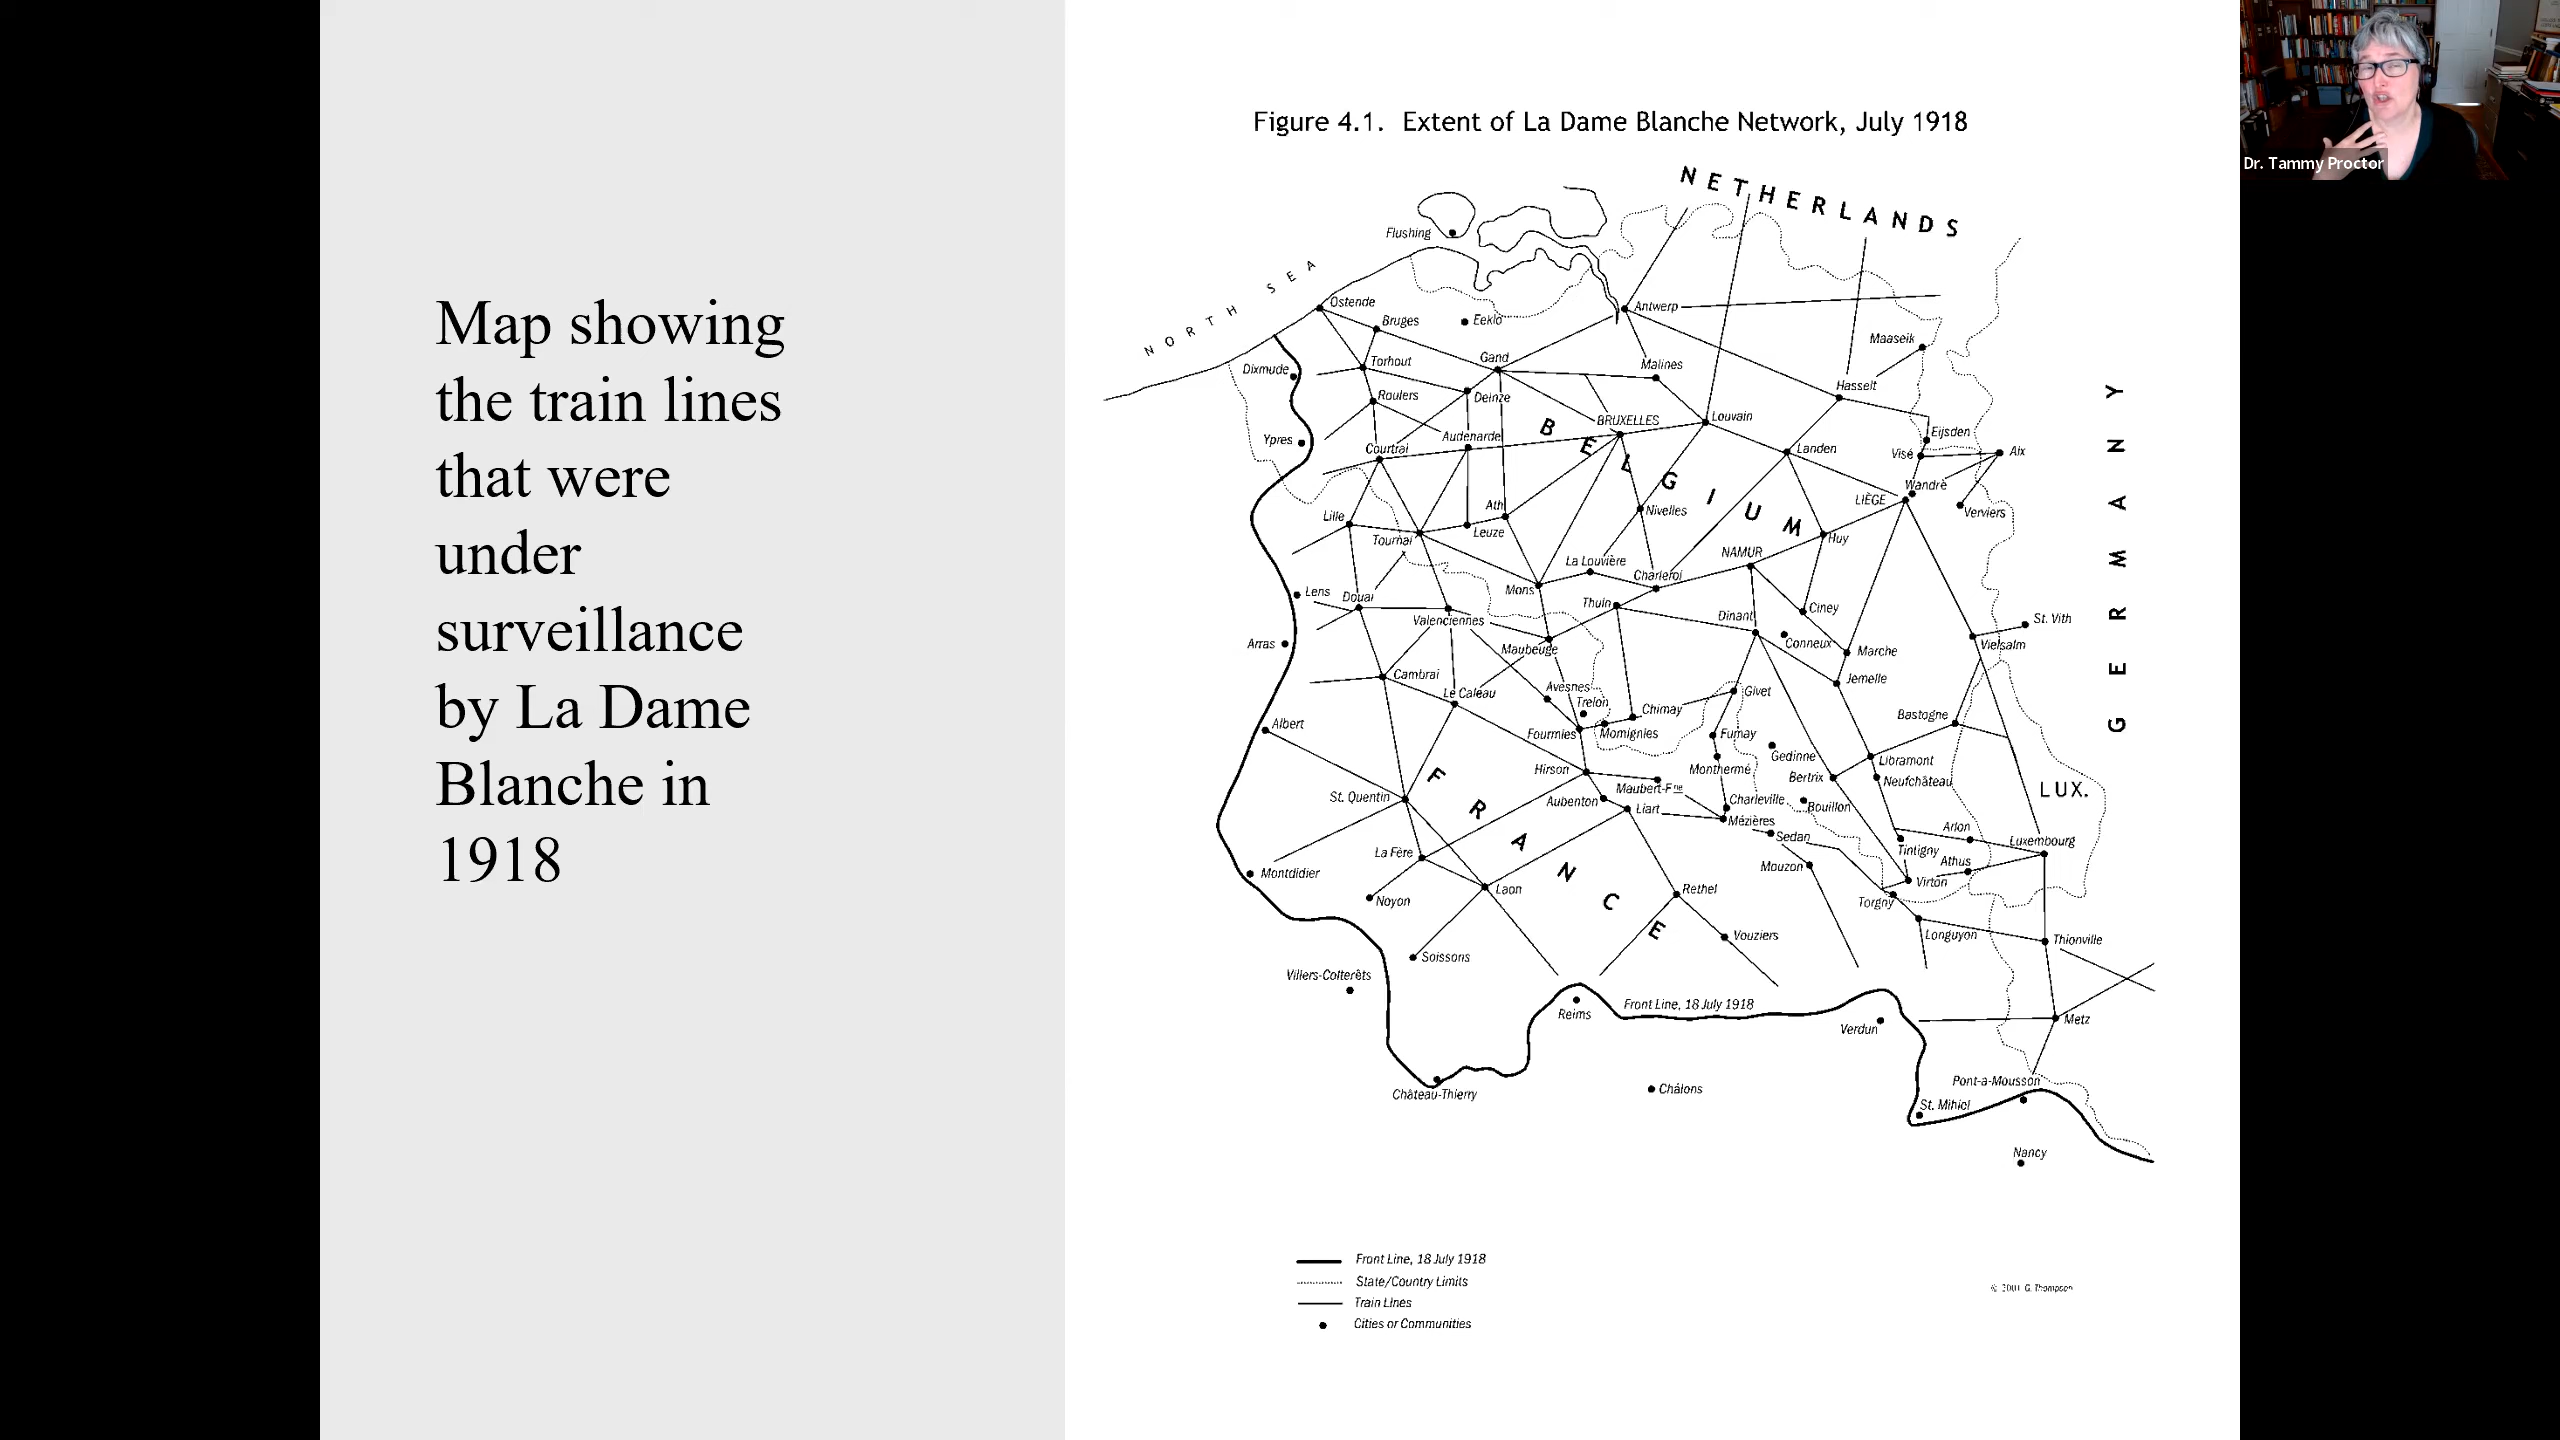 Map showing
the train lines
that were
under
surveillance
by La Dame
Blanche in
1918
Figure 4.1. Extent of La Dame Blanche Network, July 1918
NETHERLANDS
Flushing
NORTH SEA
Ostende
Antwerp
Bruges
Eeklo
Maaseik
Torhout
Gand
Malines
Dixmude
Hasselt
Roulers
Deinze
BRUXELLES
Louvain
Ypres
Audenarde
BELGIUM
Eijsden
Courtrai
Landen
Visé
Aix
Wandre
LIÈGE
Lille
Ath
Nivelles
Verviers
Tournai
Leuze
Huy
NAMUR
GERMANY
La Louvière
Charleroi
Mons
Lens
Douai
Thuin
Ciney
Dinant
Valenciennes
St. Vith
Arras
Maubeuge
Conneux
Marche
Vielsalm
Cambrai
Jemelle
Le Cateau
Avesnes
Givet
Trelon
Chimay
Bastogne
Albert
Fourmies
Momignies
Fumay
Gedinne
Libramont
Hirson
Monthermé
Bertrix
Neufchâteau
FRANCE
Maubert-Fne
LUX.
St. Quentin
Aubenton
Liart
Charleville
Bouillon
Mézières
Sedan
Arlon
Luxembourg
La Fère
Tintigny
Mouzon
Athus
Montdidier
Virton
Laon
Rethel
Noyon
Torgny
Vouziers
Longuyon
Thionville
Soissons
Villers-Cotterêts
Front Line, 18 July 1918
Reims
Verdun
Metz
Pont-a-Mousson
Château-Thierry
Châlons
St. Mihiel
Nancy
Front Line, 18 July 1918
State/Country Limits
Train Lines
Cities or Communities
© 2001 G. Thompson
Dr. Tammy Proctor